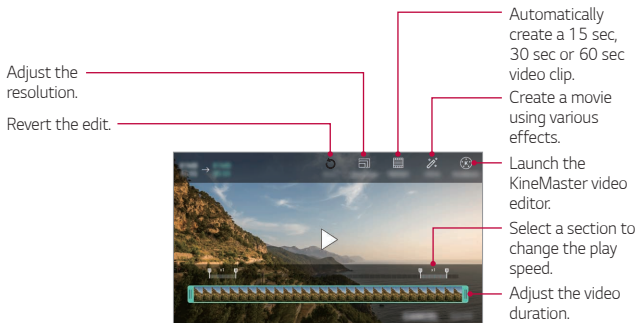 Adjust the
resolution.
Revert the edit.
Automatically
create a 15 sec,
30 sec or 60 sec
video clip.
Create a movie
using various
effects.
Launch the
KineMaster video
editor.
Select a section to
change the play
speed.
Adjust the video
duration.
x1
x1